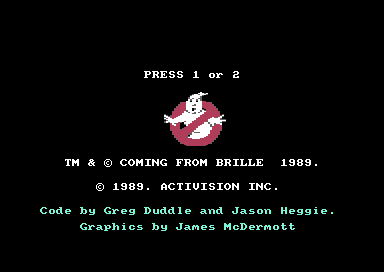 PRESS 1 or 2
TM & © COMING FROM BRILLE 1989.
© 1989. ACTIVISION INC.
Code by Greg Duddle and Jason Heggie.
Graphics by James McDermott